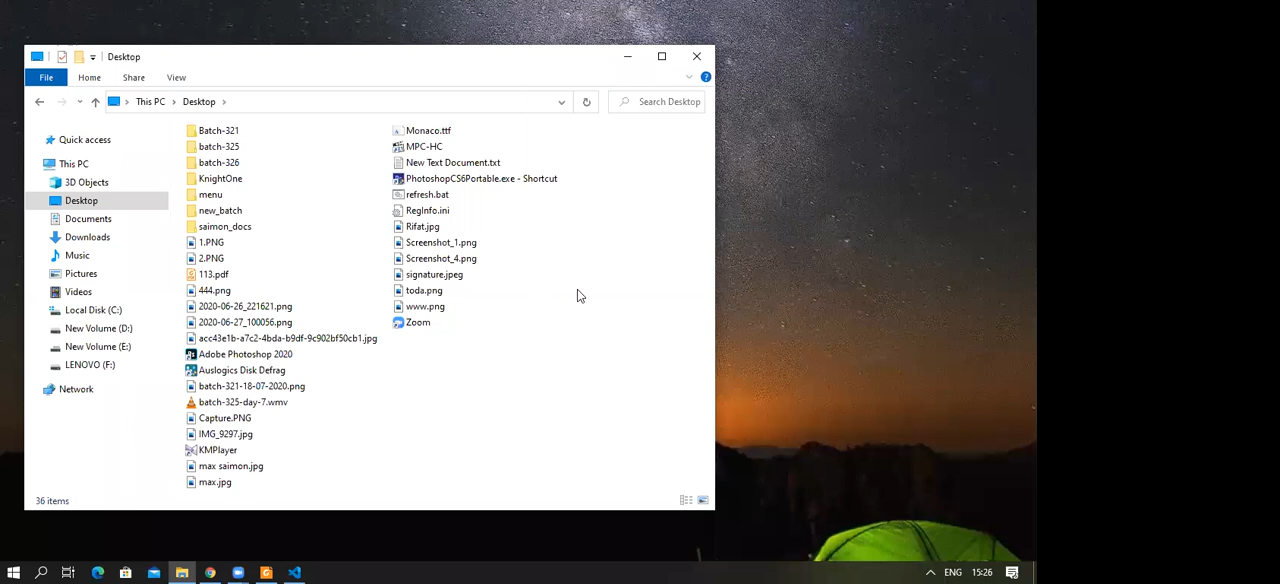 Desktop
File Home Share View
This PC Desktop
Search Desktop
Quick access
This PC
3D Objects
Desktop
Documents
Downloads
Music
Pictures
Videos
Local Disk (C:)
New Volume (D:)
New Volume (E:)
LENOVO (F:)
Network
Batch-321
batch-325
batch-326
KnightOne
menu
new_batch
saimon_docs
1.PNG
2.PNG
113.pdf
444.png
2020-06-26_221621.png
2020-06-27_100056.png
acc43e1b-a7c2-4bda-b9df-9c902bf50cb1.jpg
Adobe Photoshop 2020
Auslogics Disk Defrag
batch-321-18-07-2020.png
batch-325-day-7.wmv
Capture.PNG
IMG_9297.jpg
KMPlayer
max saimon.jpg
max.jpg
Monaco.ttf
MPC-HC
New Text Document.txt
PhotoshopCS6Portable.exe - Shortcut
refresh.bat
RegInfo.ini
Rifat.jpg
Screenshot_1.png
Screenshot_4.png
signature.jpeg
toda.png
www.png
Zoom
36 items
ENG 15:26